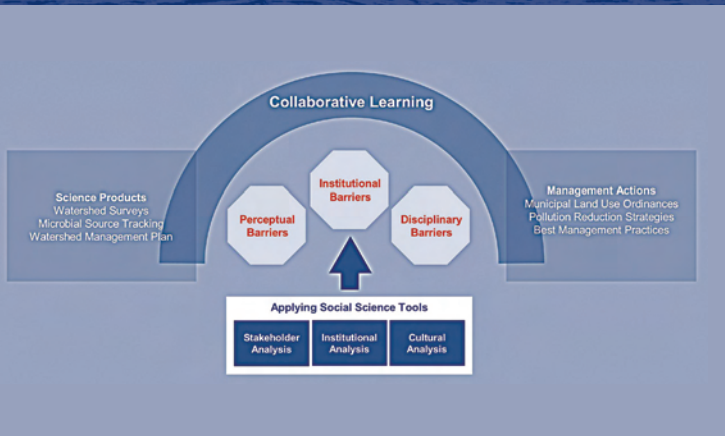 Collaborative Learning
Science Products
Watershed Surveys
Microbial Source Tracking
Watershed Management Plan
Perceptual
Barriers
Institutional
Barriers
Disciplinary
Barriers
Management Actions
Municipal Land Use Ordinances
Pollution Reduction Strategies
Best Management Practices
Applying Social Science Tools
Stakeholder
Analysis
Institutional
Analysis
Cultural
Analysis